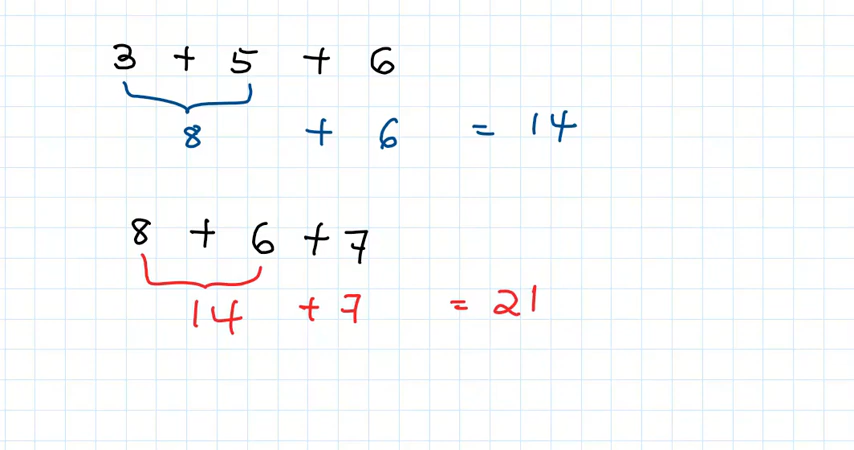 3 + 5 + 6
8 + 6 = 14
8 + 6 + 7
14 + 7 = 21